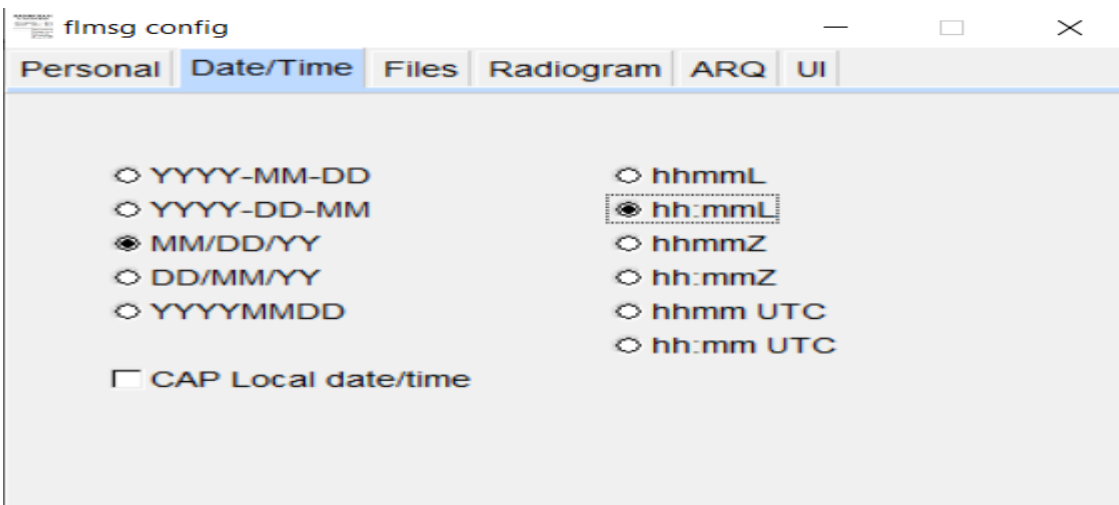 flmsg config
Personal Date/Time Files Radiogram ARQ UI
YYYY-MM-DD
YYYY-DD-MM
MM/DD/YY
DD/MM/YY
YYYYMMDD
CAP Local date/time
hhmmL
hh:mmL
hhmmZ
hh:mmZ
hhmm UTC
hh:mm UTC